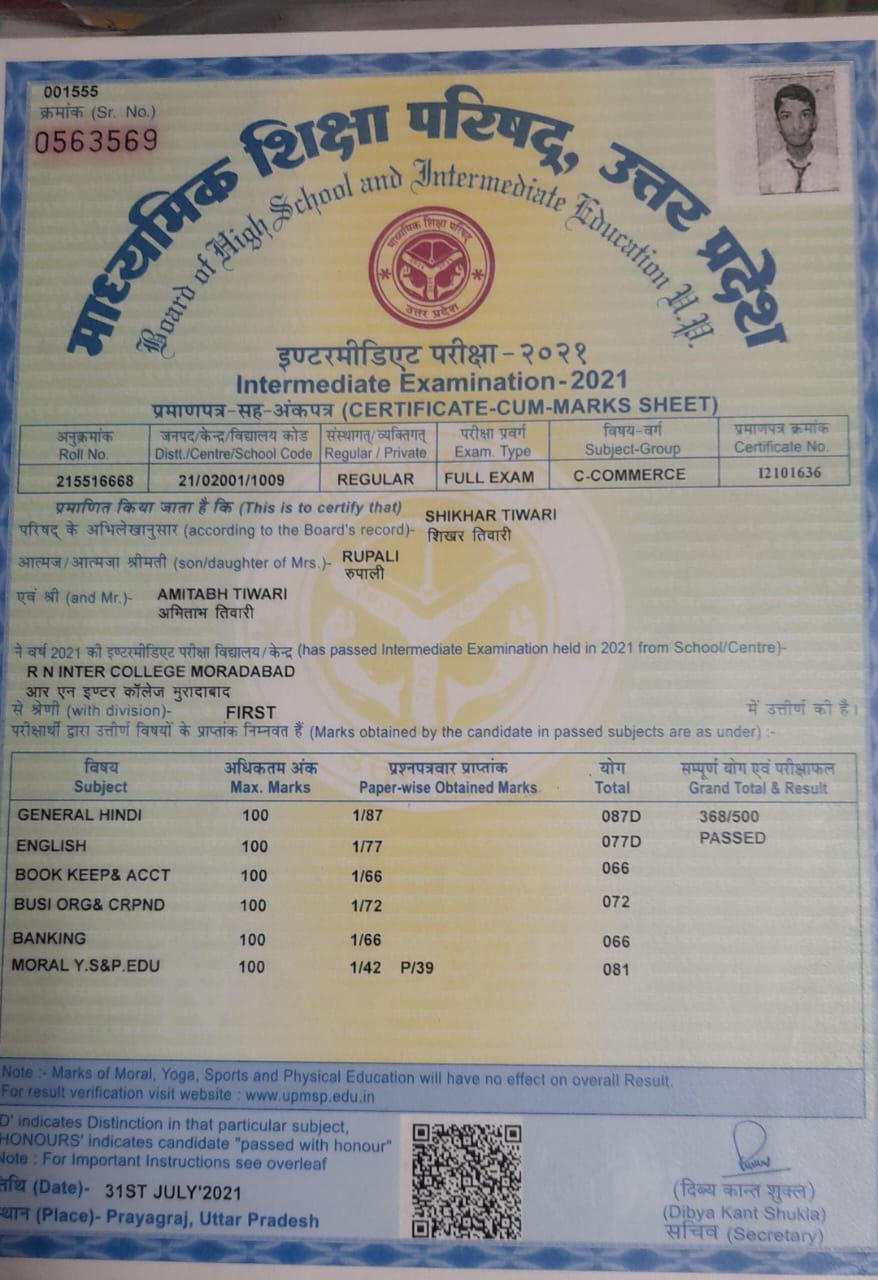 001555
क्रमांक (Sr. No.)
0563569
माध्यमिक शिक्षा परिषद्, उत्तर प्रदेश
Board of High School and Intermediate Education U.P.
माध्यमिक शिक्षा परिषद्
उत्तर प्रदेश
इण्टरमीडिएट परीक्षा-२०२१
Intermediate Examination-2021
प्रमाणपत्र-सह-अंकपत्र (CERTIFICATE-CUM-MARKS SHEET)
अनुक्रमांक जनपद/केन्द्र/विद्यालय कोड संस्थागत्/व्यक्तिगत् परीक्षा प्रवर्ग विषय-वर्ग प्रमाणपत्र क्रमांक
Roll No. Distt./Centre/School Code Regular / Private Exam. Type Subject-Group Certificate No.
215516668 21/02001/1009 REGULAR FULL EXAM C-COMMERCE I2101636
प्रमाणित किया जाता है कि (This is to certify that) SHIKHAR TIWARI
परिषद् के अभिलेखानुसार (according to the Board's record)- शिखर तिवारी
आत्मज/आत्मजा श्रीमती (son/daughter of Mrs.)- RUPALI
रुपाली
एवं श्री (and Mr.)- AMITABH TIWARI
अमिताभ तिवारी
ने वर्ष 2021 की इण्टरमीडिएट परीक्षा विद्यालय/केन्द्र (has passed Intermediate Examination held in 2021 from School/Centre)-
R N INTER COLLEGE MORADABAD
आर एन इण्टर कॉलेज मुरादाबाद
से श्रेणी (with division)- FIRST में उत्तीर्ण की है।
परीक्षार्थी द्वारा उत्तीर्ण विषयों के प्राप्तांक निम्नवत हैं (Marks obtained by the candidate in passed subjects are as under) :-
विषय अधिकतम अंक प्रश्नपत्रवार प्राप्तांक योग सम्पूर्ण योग एवं परीक्षाफल
Subject Max. Marks Paper-wise Obtained Marks Total Grand Total & Result
GENERAL HINDI 100 1/87 087D 368/500
ENGLISH 100 1/77 077D PASSED
BOOK KEEP& ACCT 100 1/66 066
BUSI ORG& CRPND 100 1/72 072
BANKING 100 1/66 066
MORAL Y.S&P.EDU 100 1/42 P/39 081
Note :- Marks of Moral, Yoga, Sports and Physical Education will have no effect on overall Result.
For result verification visit website : www.upmsp.edu.in
D' indicates Distinction in that particular subject,
HONOURS' indicates candidate "passed with honour"
Note : For Important Instructions see overleaf
तिथि (Date)- 31ST JULY'2021
स्थान (Place)- Prayagraj, Uttar Pradesh
(दिब्य कान्त शुक्ल)
(Dibya Kant Shukla)
सचिव (Secretary)